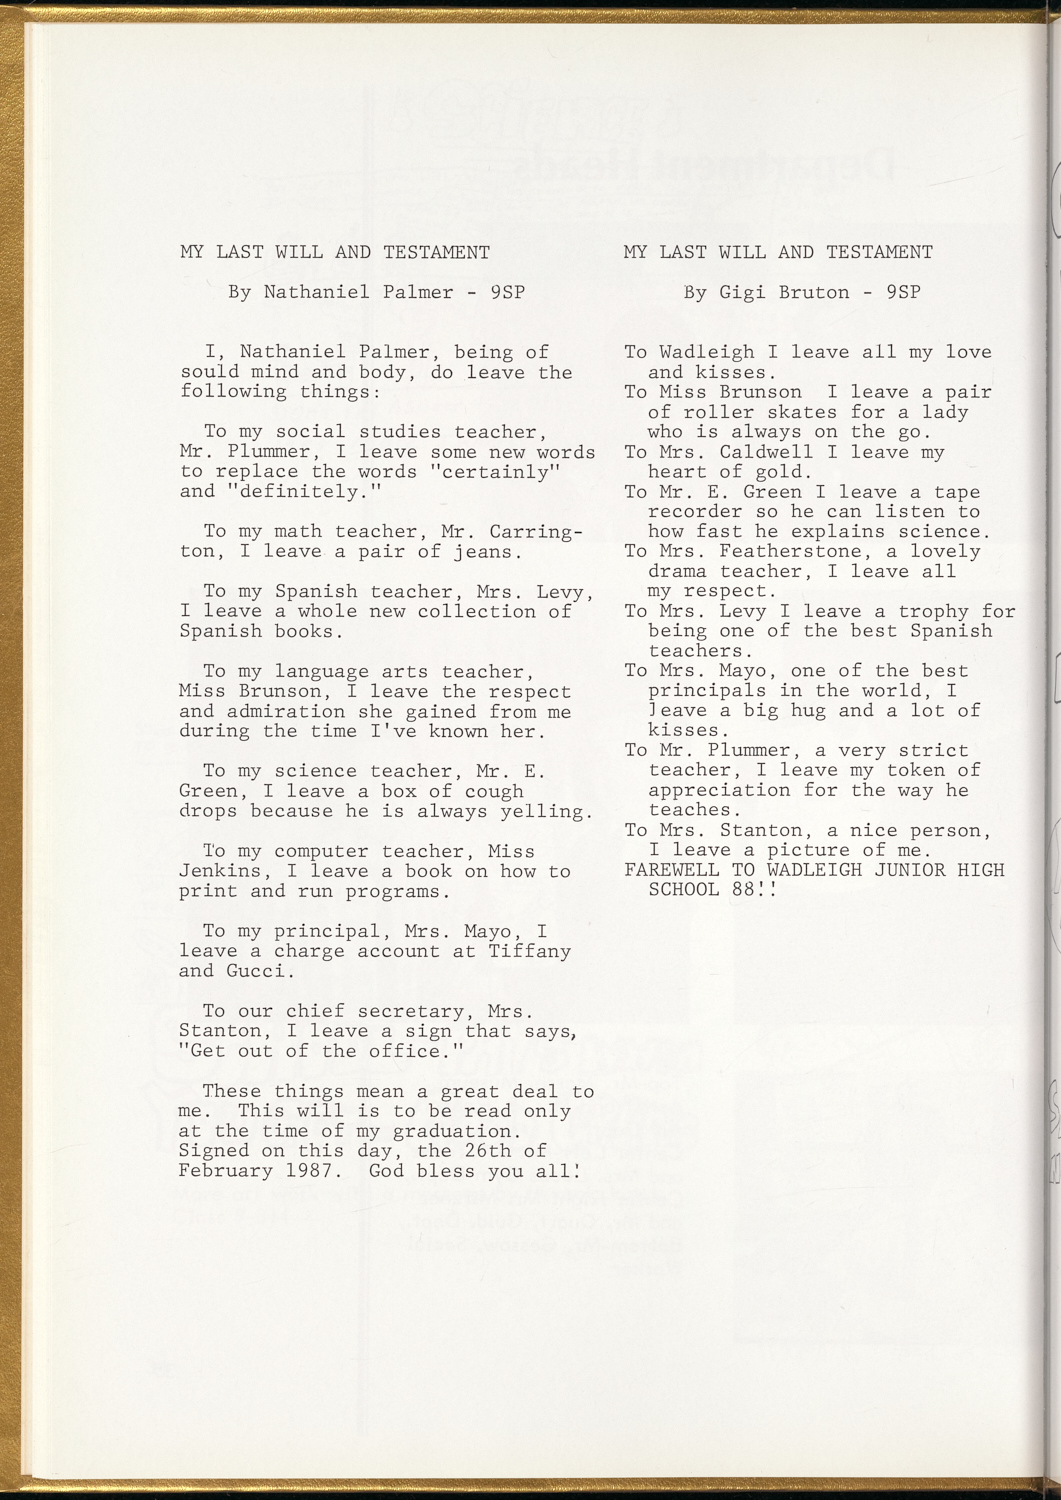 MY LAST WILL AND TESTAMENT
By Nathaniel Palmer - 9SP
I, Nathaniel Palmer, being of
sould mind and body, do leave the
following things:
To my social studies teacher,
Mr. Plummer, I leave some new words
to replace the words "certainly"
and "definitely."
To my math teacher, Mr. Carring-
ton, I leave a pair of jeans.
To my Spanish teacher, Mrs. Levy,
I leave a whole new collection of
Spanish books.
To my language arts teacher,
Miss Brunson, I leave the respect
and admiration she gained from me
during the time I've known her.
To my science teacher, Mr. E.
Green, I leave a box of cough
drops because he is always yelling.
To my computer teacher, Miss
Jenkins, I leave a book on how to
print and run programs.
To my principal, Mrs. Mayo, I
leave a charge account at Tiffany
and Gucci.
To our chief secretary, Mrs.
Stanton, I leave a sign that says,
"Get out of the office."
These things mean a great deal to
me. This will is to be read only
at the time of my graduation.
Signed on this day, the 26th of
February 1987. God bless you all!
MY LAST WILL AND TESTAMENT
By Gigi Bruton - 9SP
To Wadleigh I leave all my love
and kisses.
To Miss Brunson I leave a pair
of roller skates for a lady
who is always on the go.
To Mrs. Caldwell I leave my
heart of gold.
To Mr. E. Green I leave a tape
recorder so he can listen to
how fast he explains science.
To Mrs. Featherstone, a lovely
drama teacher, I leave all
my respect.
To Mrs. Levy I leave a trophy for
being one of the best Spanish
teachers.
To Mrs. Mayo, one of the best
principals in the world, I
leave a big hug and a lot of
kisses.
To Mr. Plummer, a very strict
teacher, I leave my token of
appreciation for the way he
teaches.
To Mrs. Stanton, a nice person,
I leave a picture of me.
FAREWELL TO WADLEIGH JUNIOR HIGH
SCHOOL 88!!